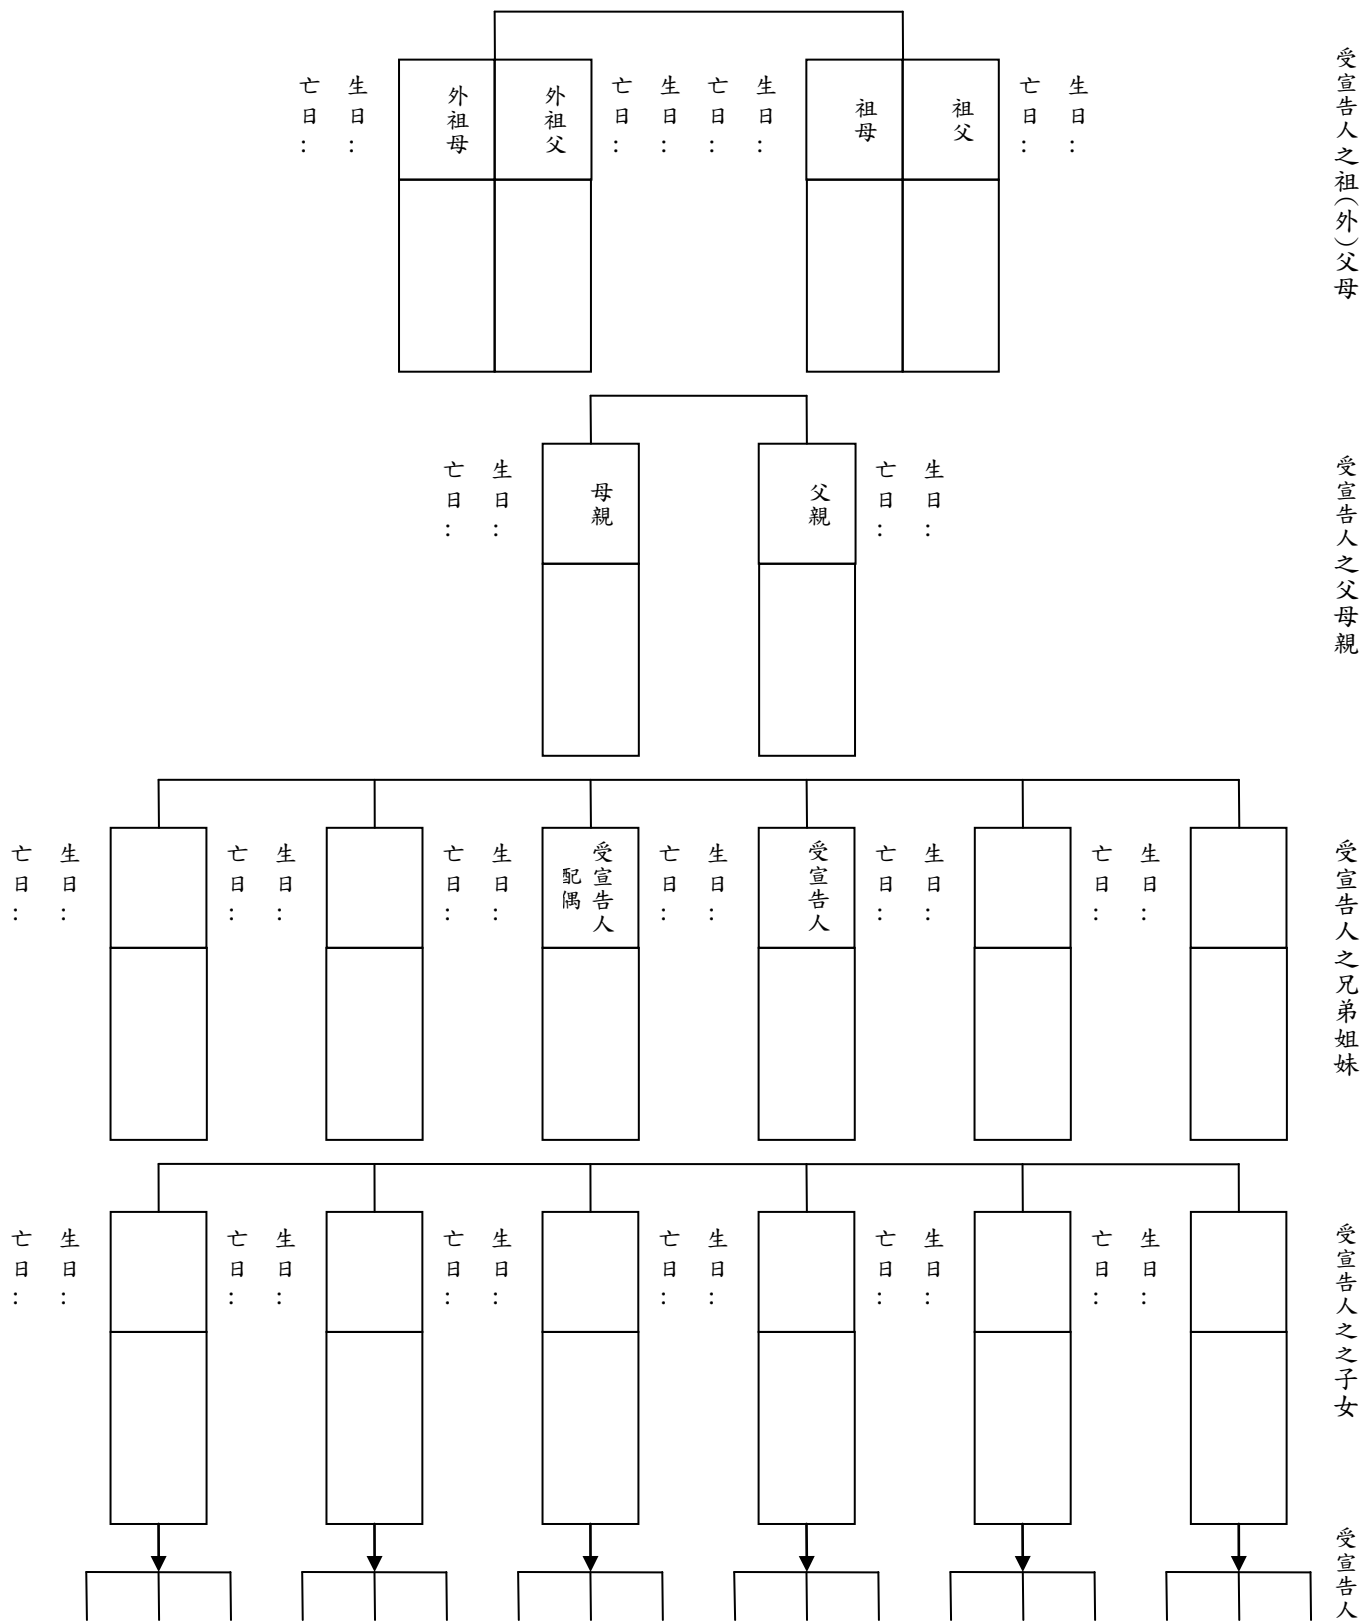 受宣告人之祖(外)父母
生日：
亡日：
祖父
祖母
生日：
亡日：
生日：
亡日：
外祖父
外祖母
生日：
亡日：
受宣告人之父母親
生日：
亡日：
父親
母親
生日：
亡日：
受宣告人之兄弟姐妹
生日：
亡日：
生日：
亡日：
受宣告人
生日：
亡日：
受宣告人
配偶
生日：
亡日：
生日：
亡日：
生日：
亡日：
受宣告人之之子女
生日：
亡日：
生日：
亡日：
生日：
亡日：
生日：
亡日：
生日：
亡日：
生日：
亡日：
受宣告人